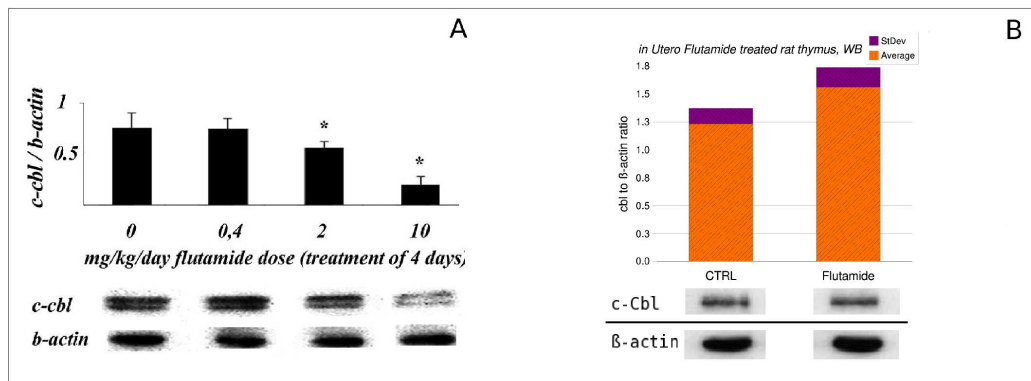 A
c-cbl / b-actin
1
0.5
*
*
0
0,4
2
10
mg/kg/day flutamide dose (treatment of 4 days)
c-cbl
b-actin
B
StDev
Average
in Utero Flutamide treated rat thymus, WB
cbl to ß-actin ratio
1.8
1.5
1.3
1.0
0.8
0.5
0.3
0.0
CTRL
Flutamide
c-Cbl
ß-actin